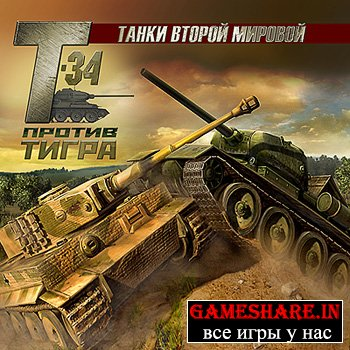 ТАНКИ ВТОРОЙ МИРОВОЙ
Т-34
ПРОТИВ
ТИГРА
GAMESHARE.IN
все игры у нас